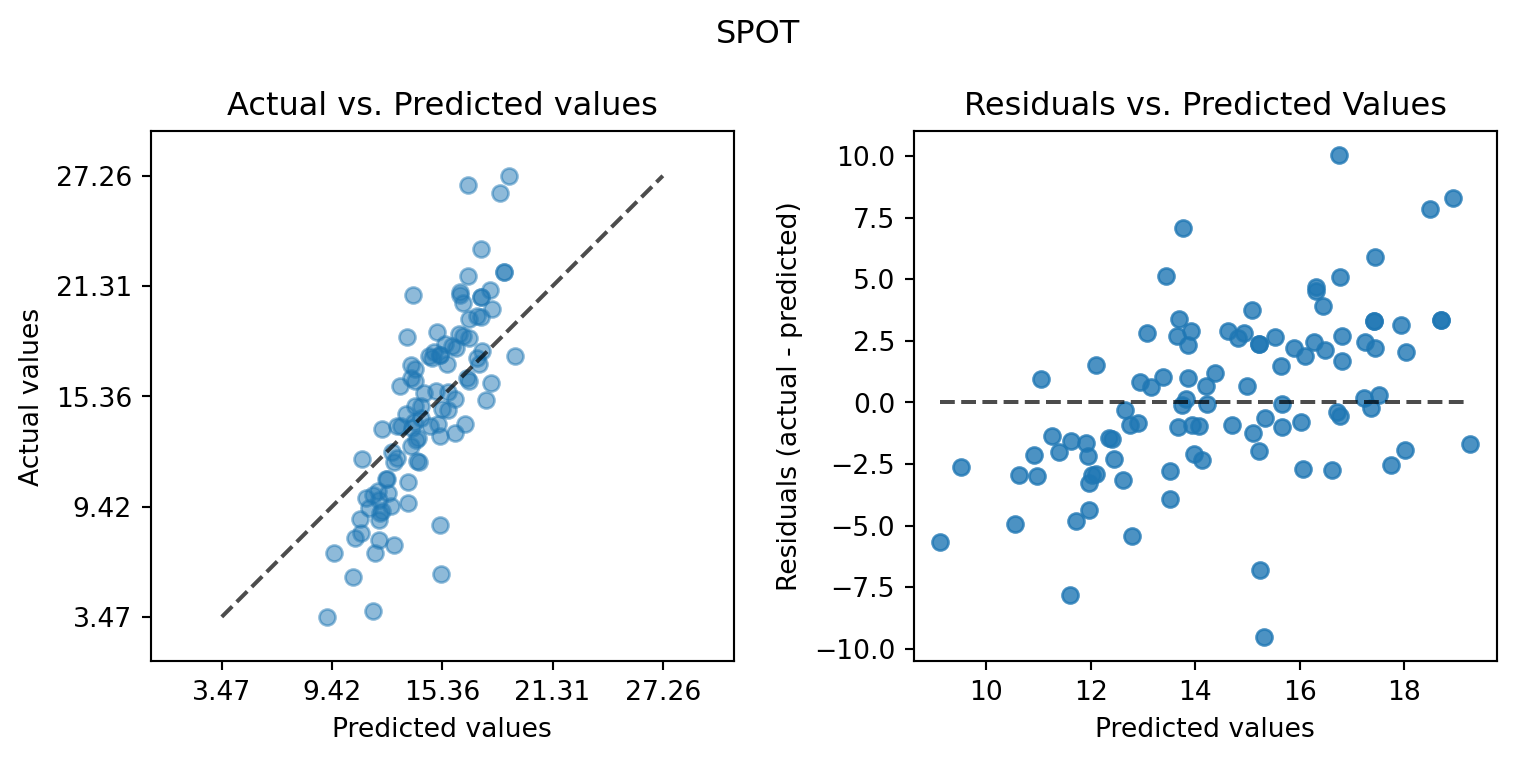 SPOT
Actual vs. Predicted values
27.26
21.31
15.36
9.42
3.47
Actual values
3.47 9.42 15.36 21.31 27.26
Predicted values
Residuals vs. Predicted Values
10.0
7.5
5.0
2.5
0.0
−2.5
−5.0
−7.5
−10.0
Residuals (actual - predicted)
10 12 14 16 18
Predicted values